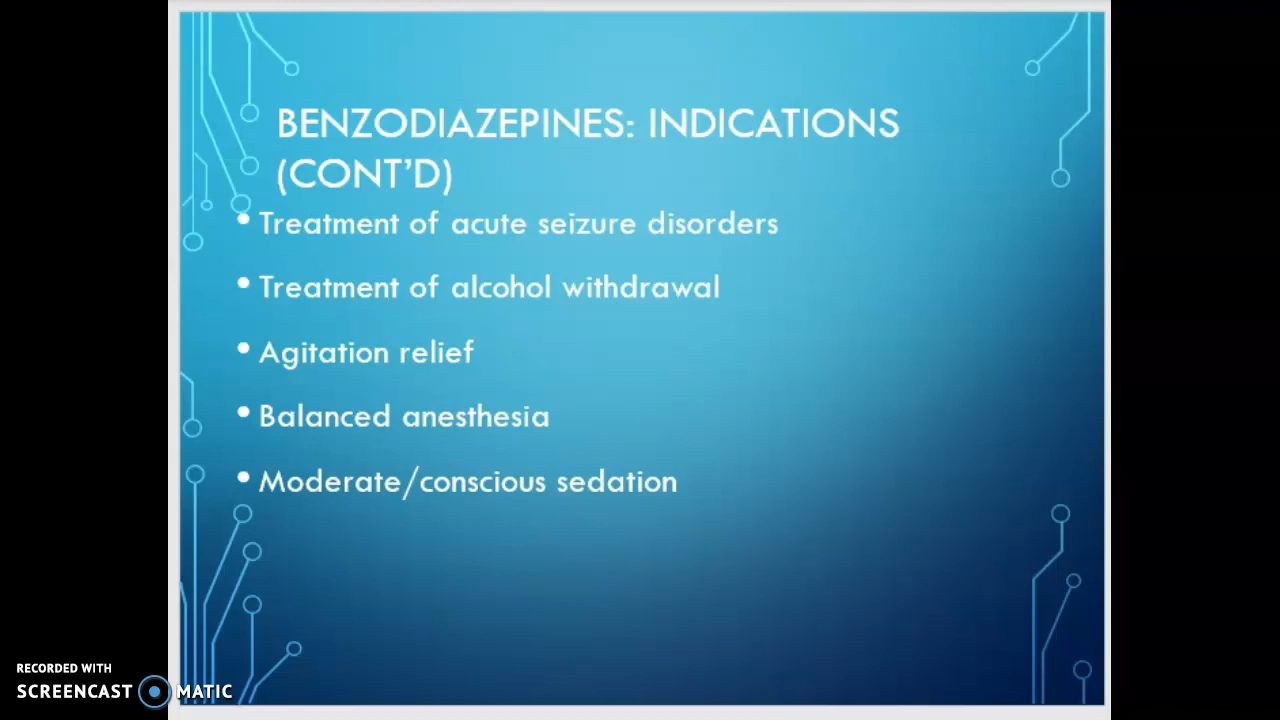 BENZODIAZEPINES: INDICATIONS
(CONT’D)
• Treatment of acute seizure disorders
• Treatment of alcohol withdrawal
• Agitation relief
• Balanced anesthesia
• Moderate/conscious sedation
RECORDED WITH
SCREENCAST MATIC